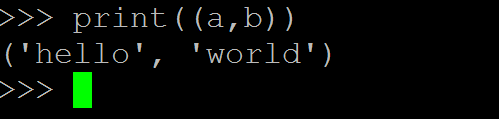 >>> print((a,b))
('hello', 'world')
>>>